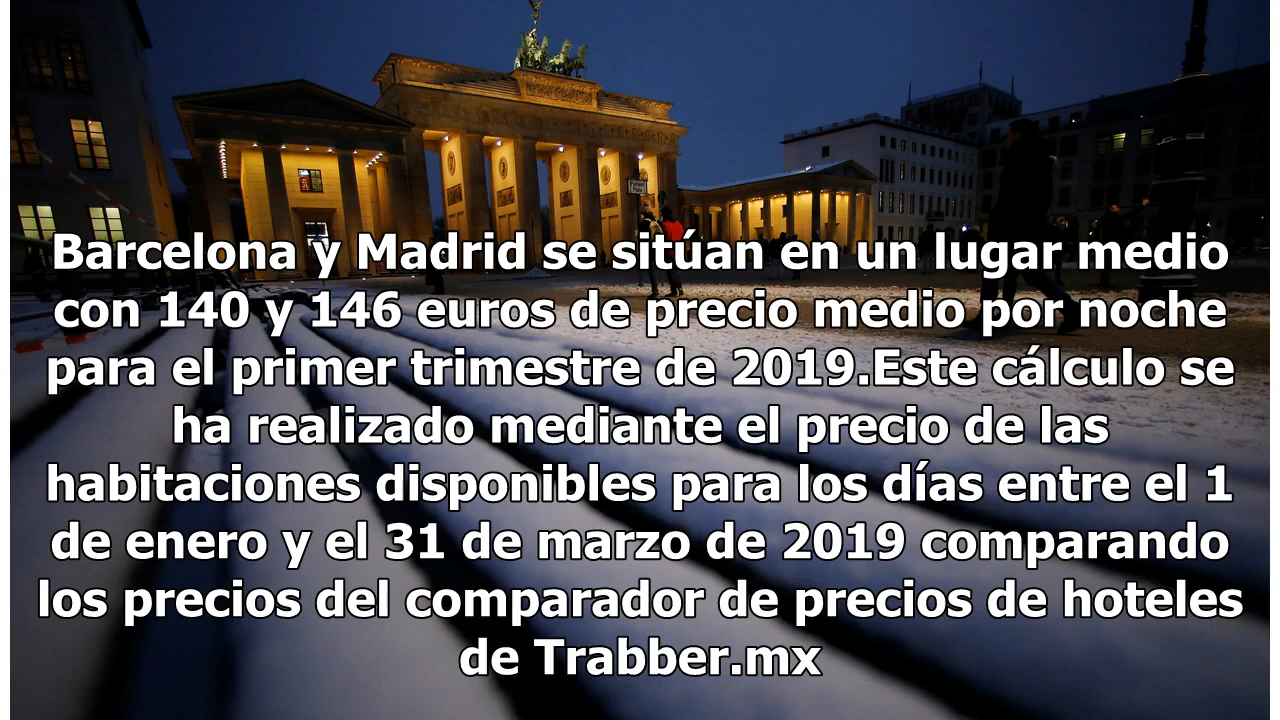 Pariser
Platz
Barcelona y Madrid se sitúan en un lugar medio
con 140 y 146 euros de precio medio por noche
para el primer trimestre de 2019.Este cálculo se
ha realizado mediante el precio de las
habitaciones disponibles para los días entre el 1
de enero y el 31 de marzo de 2019 comparando
los precios del comparador de precios de hoteles
de Trabber.mx